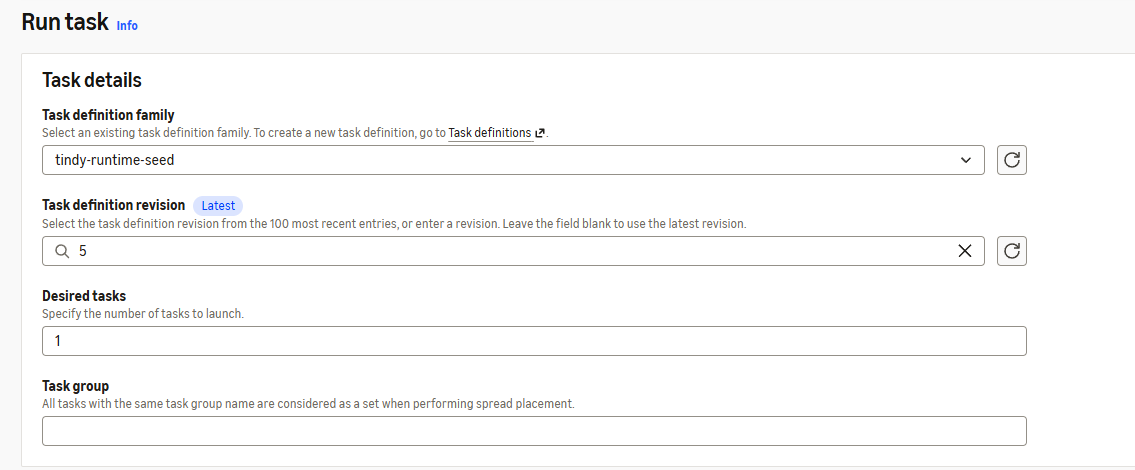 Run task Info
Task details
Task definition family
Select an existing task definition family. To create a new task definition, go to Task definitions .
tindy-runtime-seed
Task definition revision Latest
Select the task definition revision from the 100 most recent entries, or enter a revision. Leave the field blank to use the latest revision.
5
Desired tasks
Specify the number of tasks to launch.
1
Task group
All tasks with the same task group name are considered as a set when performing spread placement.